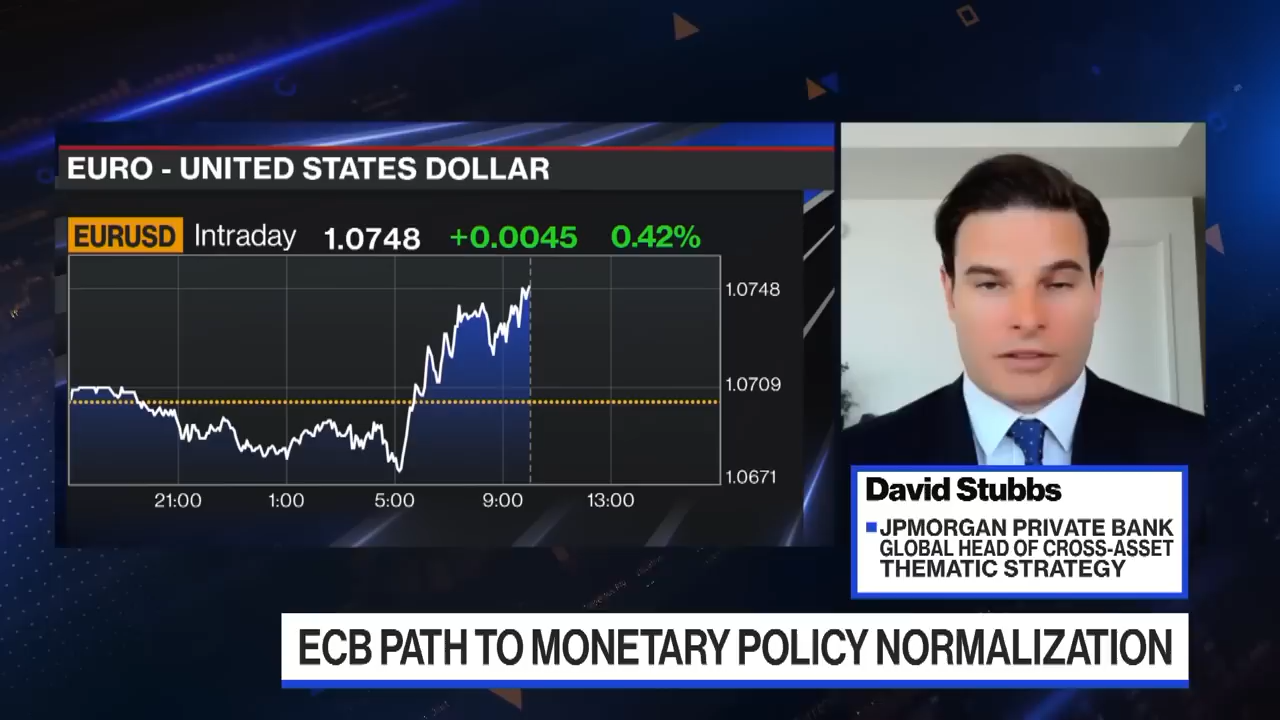 EURO - UNITED STATES DOLLAR
EURUSD Intraday 1.0748 +0.0045 0.42%
1.0748
1.0709
1.0671
21:00 1:00 5:00 9:00 13:00
David Stubbs
JPMORGAN PRIVATE BANK
GLOBAL HEAD OF CROSS-ASSET
THEMATIC STRATEGY
ECB PATH TO MONETARY POLICY NORMALIZATION